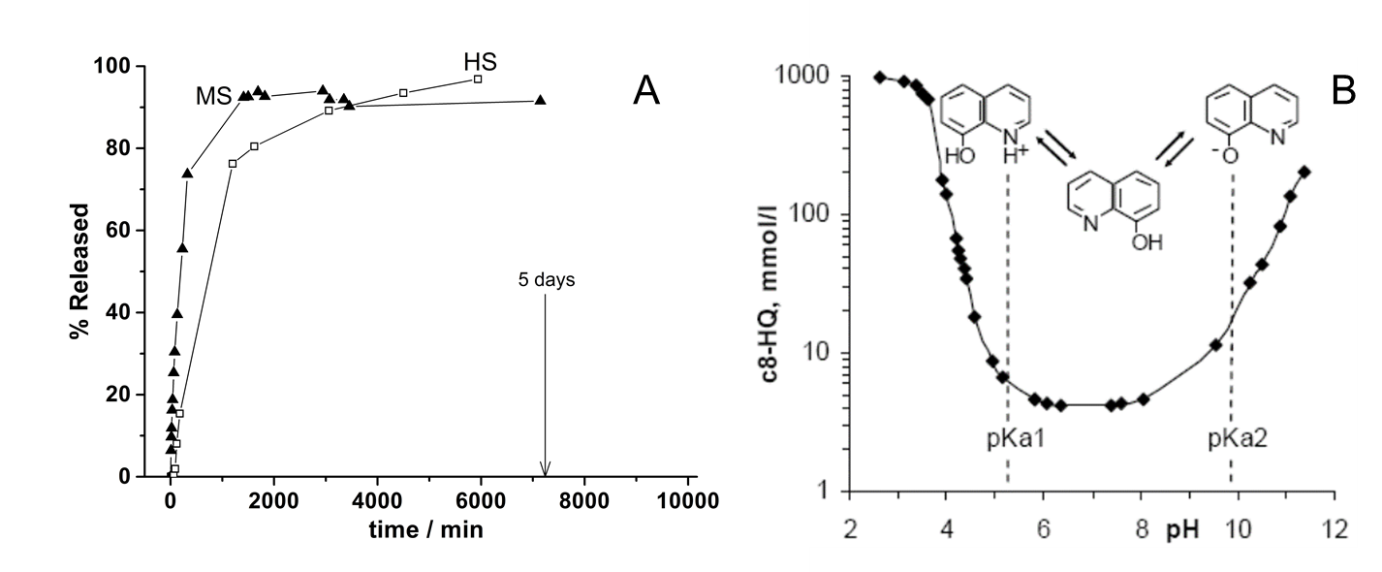 A
100
80
60
40
20
0
% Released
MS
HS
5 days
0 2000 4000 6000 8000 10000
time / min
B
1000
100
10
1
c8-HQ, mmol/l
HO N H+
N OH
-O N
pKa1 pKa2
2 4 6 8 pH 10 12